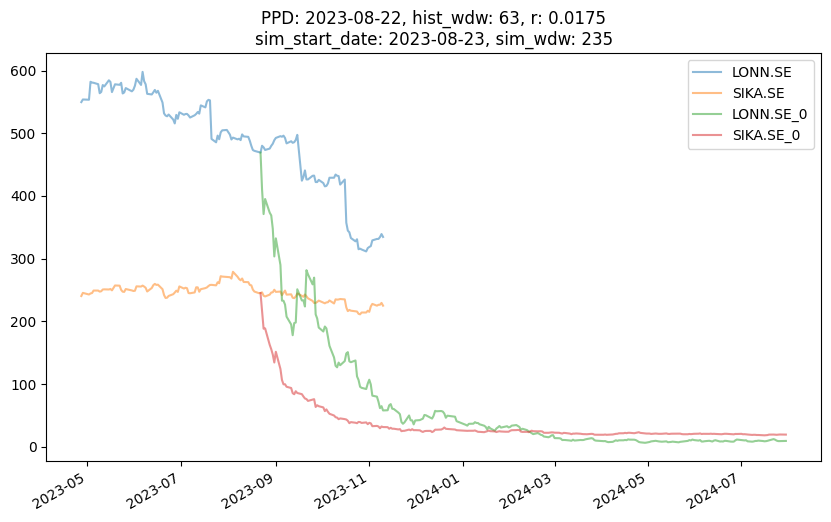 PPD: 2023-08-22, hist_wdw: 63, r: 0.0175
sim_start_date: 2023-08-23, sim_wdw: 235
LONN.SE
SIKA.SE
LONN.SE_0
SIKA.SE_0
600
500
400
300
200
100
0
2023-05
2023-07
2023-09
2023-11
2024-01
2024-03
2024-05
2024-07